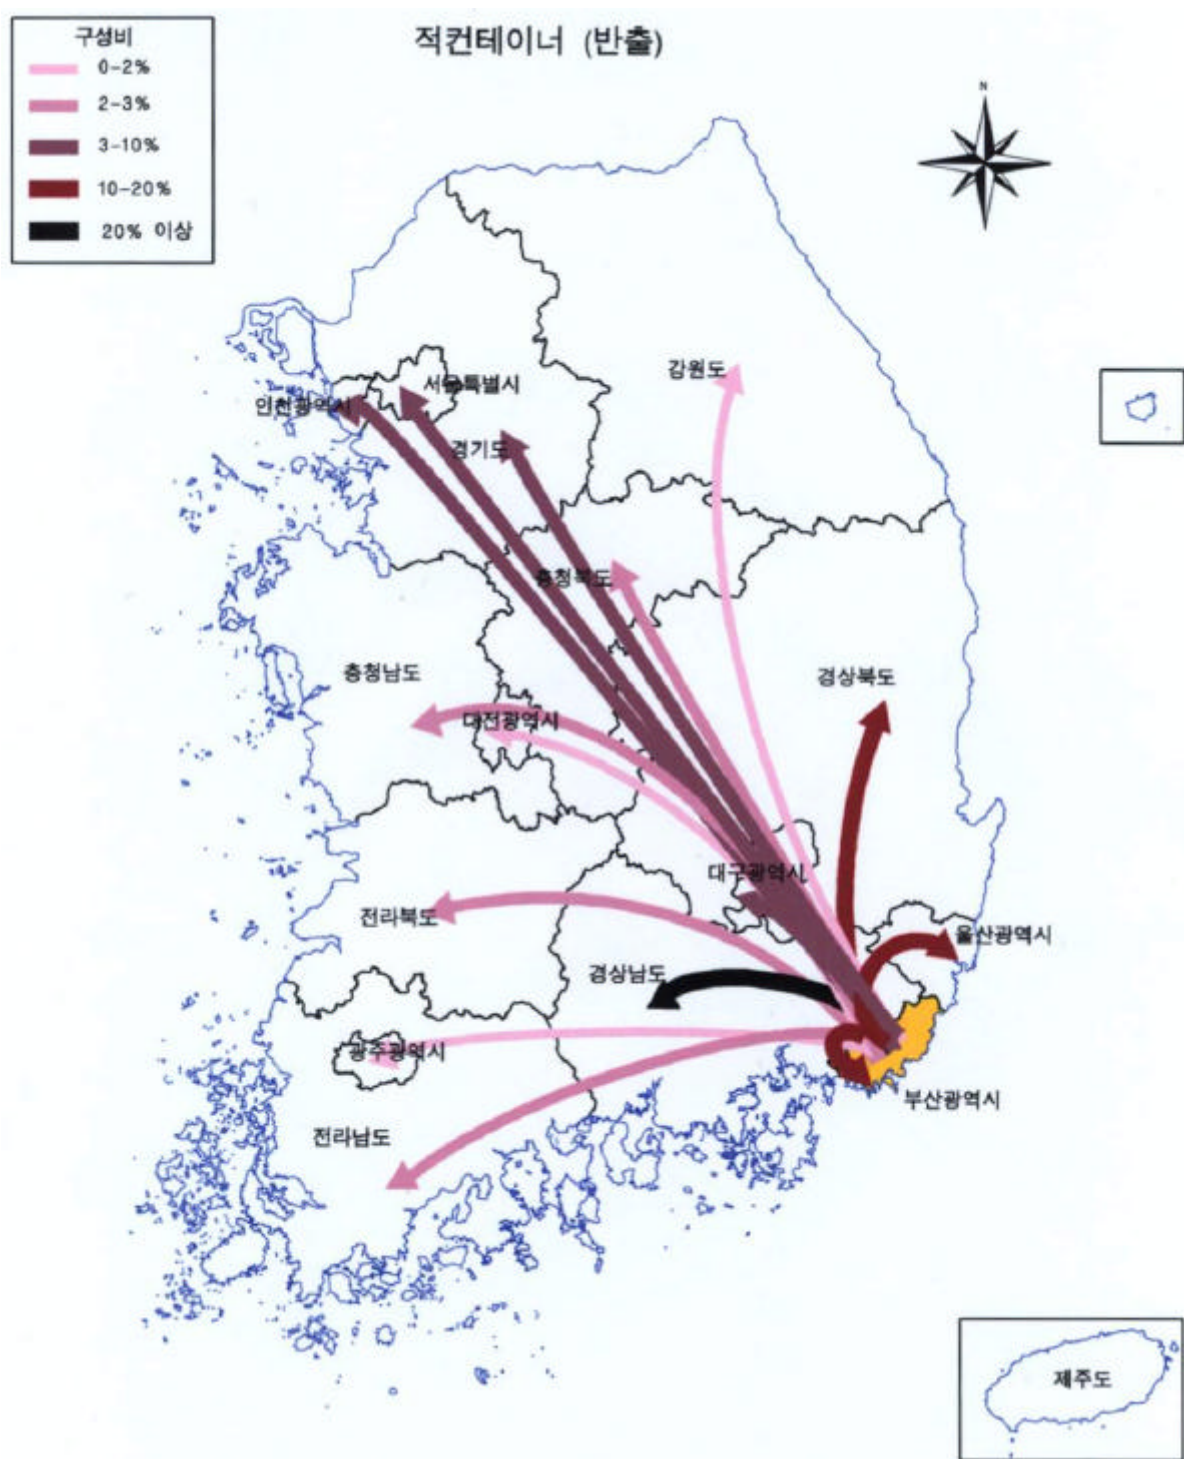 적컨테이너 (반출)
구성비
0-2%
2-3%
3-10%
10-20%
20% 이상
N
강원도
서울특별시
인천광역시
경기도
충청북도
충청남도
경상북도
대전광역시
대구광역시
전라북도
울산광역시
경상남도
광주광역시
부산광역시
전라남도
제주도